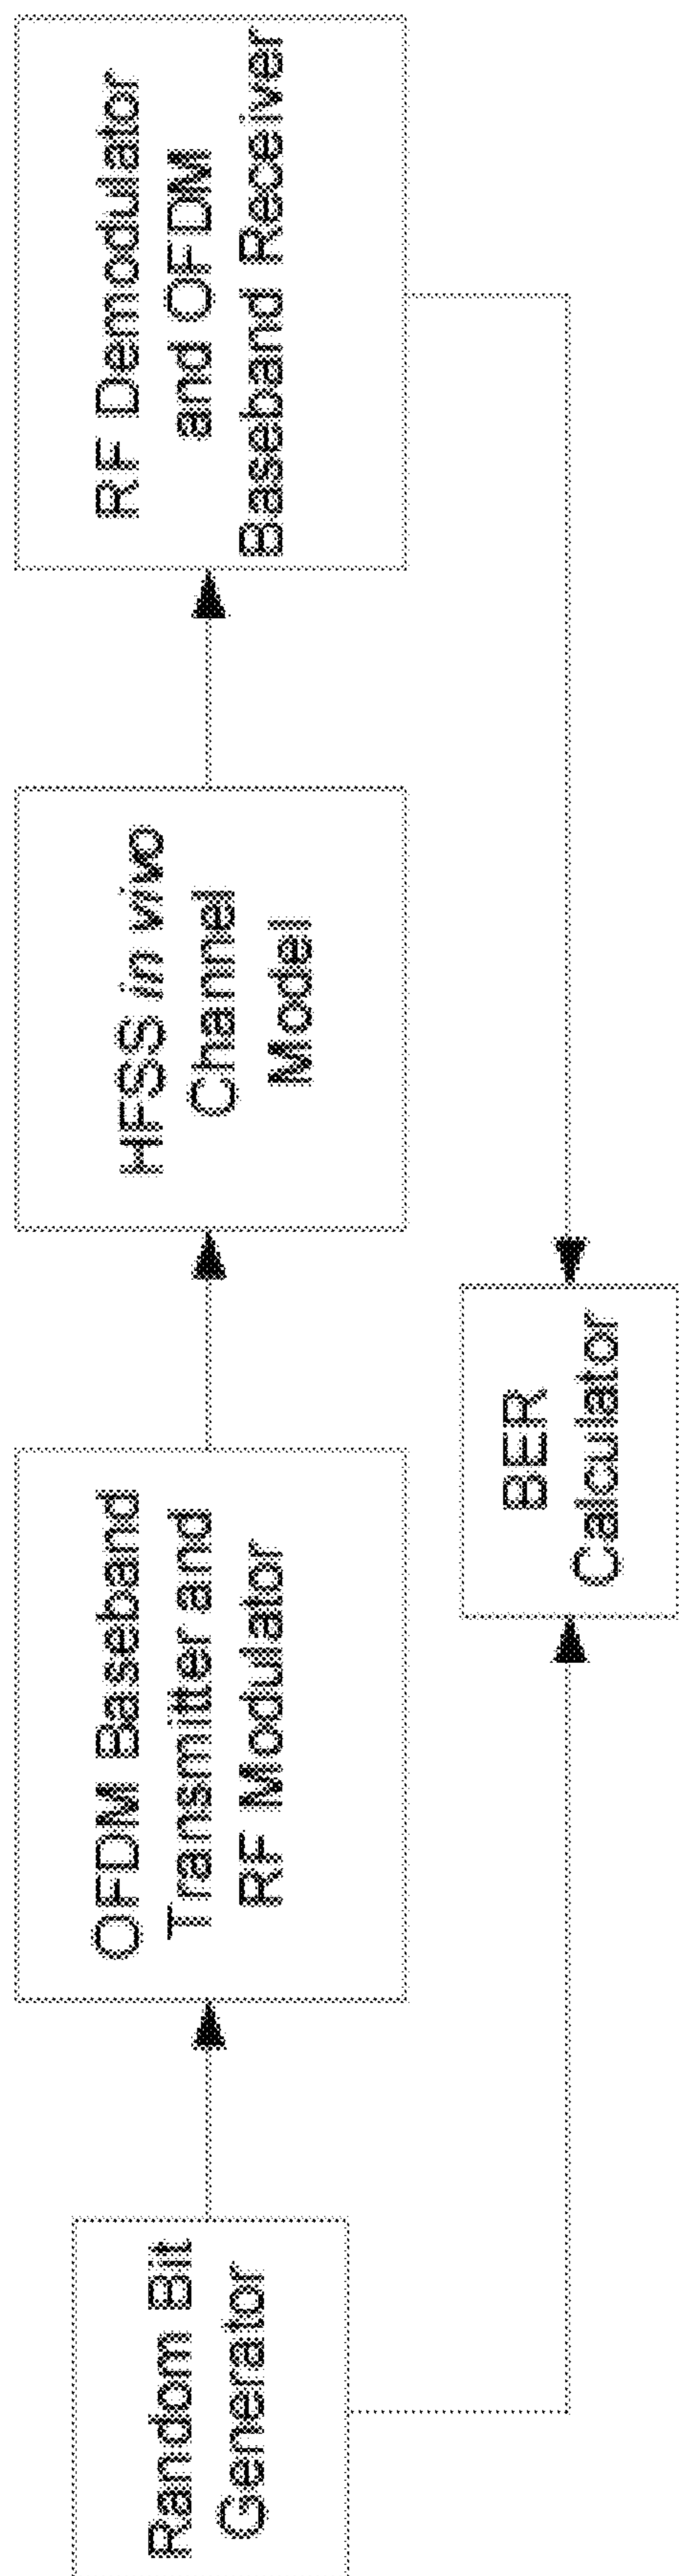 Random Bit
Generator
OFDM Baseband
Transmitter and
RF Modulator
HFSS in vivo
Channel
Model
RF Demodulator
and OFDM
Baseband Receiver
BER
Calculator